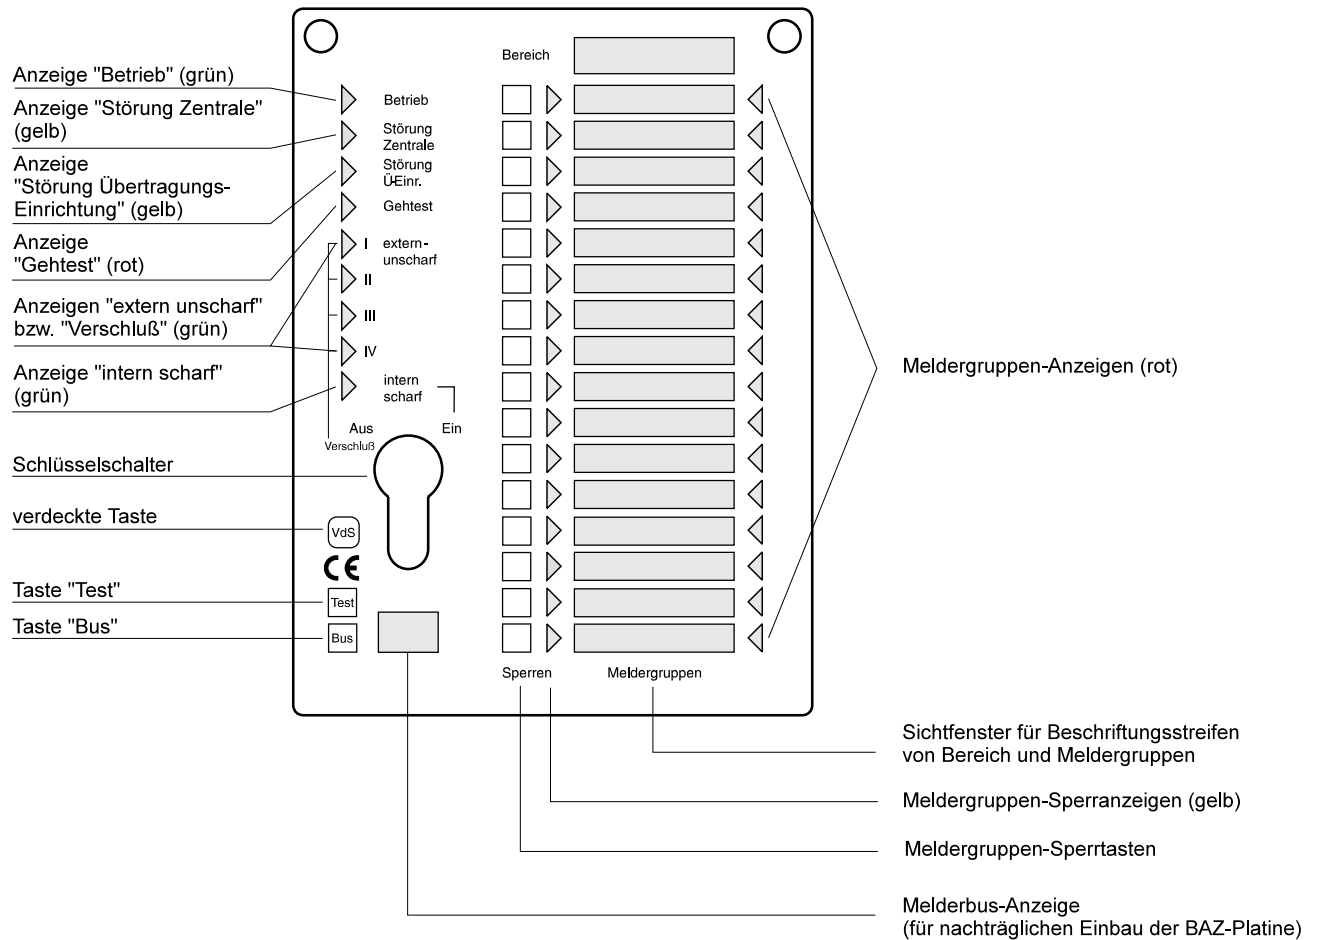 Anzeige "Betrieb" (grün)
Anzeige "Störung Zentrale"
(gelb)
Anzeige
"Störung Übertragungs-
Einrichtung" (gelb)
Anzeige
"Gehtest" (rot)
Anzeigen "extern unscharf"
bzw. "Verschluß" (grün)
Anzeige "intern scharf"
(grün)
Schlüsselschalter
verdeckte Taste
Taste "Test"
Taste "Bus"
Bereich
Betrieb
Störung
Zentrale
Störung
Ü-Einr.
Gehtest
I extern-
unscharf
II
III
IV
intern
scharf
Aus
Ein
Verschluß
VdS
CE
Test
Bus
Sperren
Meldergruppen
Meldergruppen-Anzeigen (rot)
Sichtfenster für Beschriftungsstreifen
von Bereich und Meldergruppen
Meldergruppen-Sperranzeigen (gelb)
Meldergruppen-Sperrtasten
Melderbus-Anzeige
(für nachträglichen Einbau der BAZ-Platine)